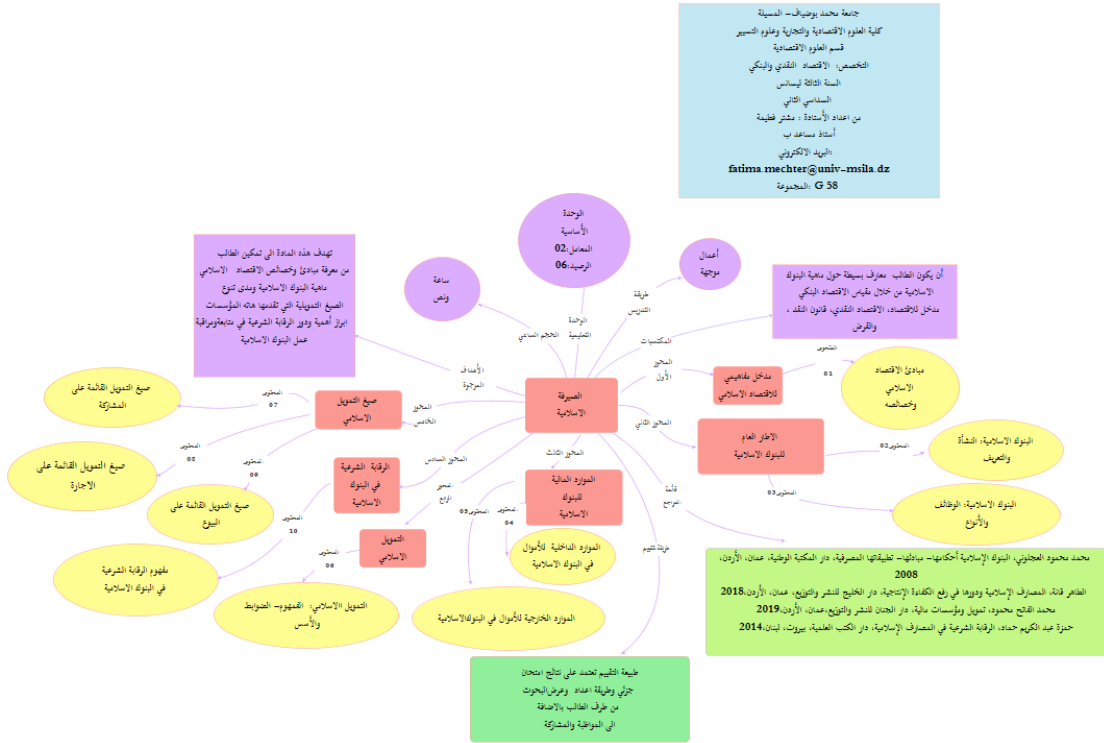 جامعة محمد بوضياف- المسيلة
كلية العلوم الاقتصادية والتجارية وعلوم التسيير
قسم العلوم الاقتصادية
التخصص: الاقتصاد النقدي والبنكي
السنة الثالثة ليسانس
السداسي الثاني
من اعداد الأستاذة : مشتر فطيمة
أستاذ مساعد ب
البريد الالكتروني:
fatima.mechter@univ-msila.dz
المجموعة: G 58
الوحدة
الأساسية
المعامل:02
الرصيد:06
أعمال
موجهة
ساعة
ونص
تهدف هذه المادة الى تمكين الطالب
من معرفة مبادئ وخصائص الاقتصاد الاسلامي
ماهية البنوك الاسلامية ومدى تنوع
الصيغ التمويلية التي تقدمها هاته المؤسسات
ابراز أهمية ودور الرقابة الشرعية في متابعةومراقبة
عمل البنوك الاسلامية
أن يكون الطالب معارف بسيطة حول ماهية البنوك
الاسلامية من خلال مقياس الاقتصاد البنكي
مدخل للاقتصاد، الاقتصاد النقدي، قانون النقد ،
والقرض
طريقة
التدريس
الوحدة
التعليمية
الحجم الساعي
المكتسبات
الأهداف
المرجوة
الصيرفة
الاسلامية
المحور
الأول
مدخل مفاهيمي
للاقتصاد الاسلامي
المحتوى
01
مبادئ الاقتصاد
الاسلامي
وخصائصه
المحور الثاني
الاطار العام
للبنوك الاسلامية
المحتوى02
البنوك الاسلامية: النشأة
والتعريف
المحتوى03
البنوك الاسلامية: الوظائف
والأنواع
المحور الثالث
الموارد المالية
للبنوك
الاسلامية
المحتوى
04
الموارد الداخلية للأموال
في البنوك الاسلامية
المحتوى05
الموارد الخارجية للأموال في البنوكالاسلامية
المحور
الرابع
التمويل
الاسلامي
المحتوى
06
التمويل االاسلامي: المفهوم- الضوابط
والأسس
المحور
الخامس
صيغ التمويل
الاسلامي
المحتوى
07
صيغ التمويل القائمة على
المشاركة
المحتوى
08
صيغ التمويل القائمة على
الاجارة
المحتوى
09
صيغ التمويل القائمة على
البيوع
المحور السادس
الرقابة الشرعية
في البنوك
الاسلامية
المحتوى
10
مفهوم الرقابة الشرعية
في البنوك الاسلامية
قائمة
المراجع
محمد محمود العجلوني، البنوك الإسلامية أحكامها- مبادئها- تطبيقاتها المصرفية، دار المكتبة الوطنية، عمان، الأردن،
2008
الطاهر قانة، المصارف الإسلامية ودورها في رفع الكفاءة الإنتاجية، دار الخليج للنشر والتوزيع، عمان، الأردن،2018
محمد الفاتح محمود، تمويل ومؤسسات مالية، دار الجنان للنشر والتوزيع،عمان، الأردن،2019
حمزة عبد الكريم حماد، الرقابة الشرعية في المصارف الإسلامية، دار الكتب العلمية، بيروت، لبنان،2014
طريقة تقييم
طبيعة التقييم تعتمد على نتائج امتحان
جزئي وطريقة اعداد وعرض البحوث
من طرف الطالب بالاضافة
الى المواظبة والمشاركة